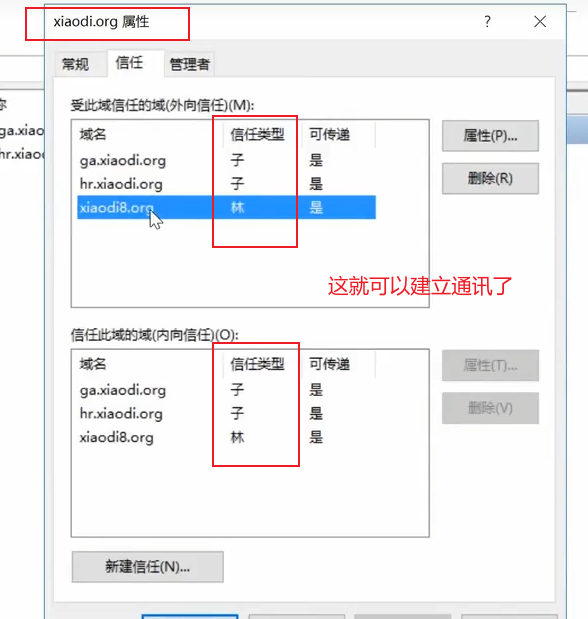 xiaodi.org 属性
常规 信任 管理者
ga.xiao
hr.xiao
受此域信任的域(外向信任)(M):
域名 信任类型 可传递
ga.xiaodi.org 子 是
hr.xiaodi.org 子 是
xiaodi8.org 林 是
属性(P)...
删除(R)
这就可以建立通讯了
信任此域的域(内向信任)(O):
域名 信任类型 可传递
ga.xiaodi.org 子 是
hr.xiaodi.org 子 是
xiaodi8.org 林 是
属性(T)...
删除(V)
新建信任(N)...